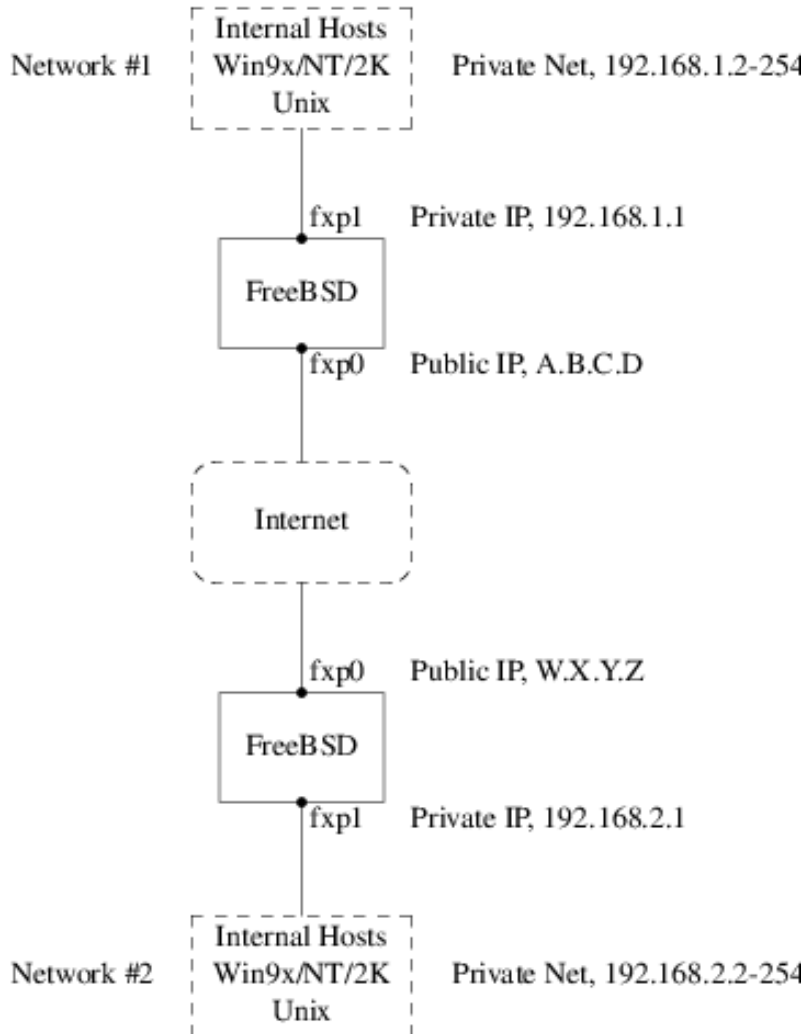 Internal Hosts
Network #1 Win9x/NT/2K Private Net, 192.168.1.2-254
Unix
fxp1 Private IP, 192.168.1.1
FreeBSD
fxp0 Public IP, A.B.C.D
Internet
fxp0 Public IP, W.X.Y.Z
FreeBSD
fxp1 Private IP, 192.168.2.1
Internal Hosts
Network #2 Win9x/NT/2K Private Net, 192.168.2.2-254
Unix